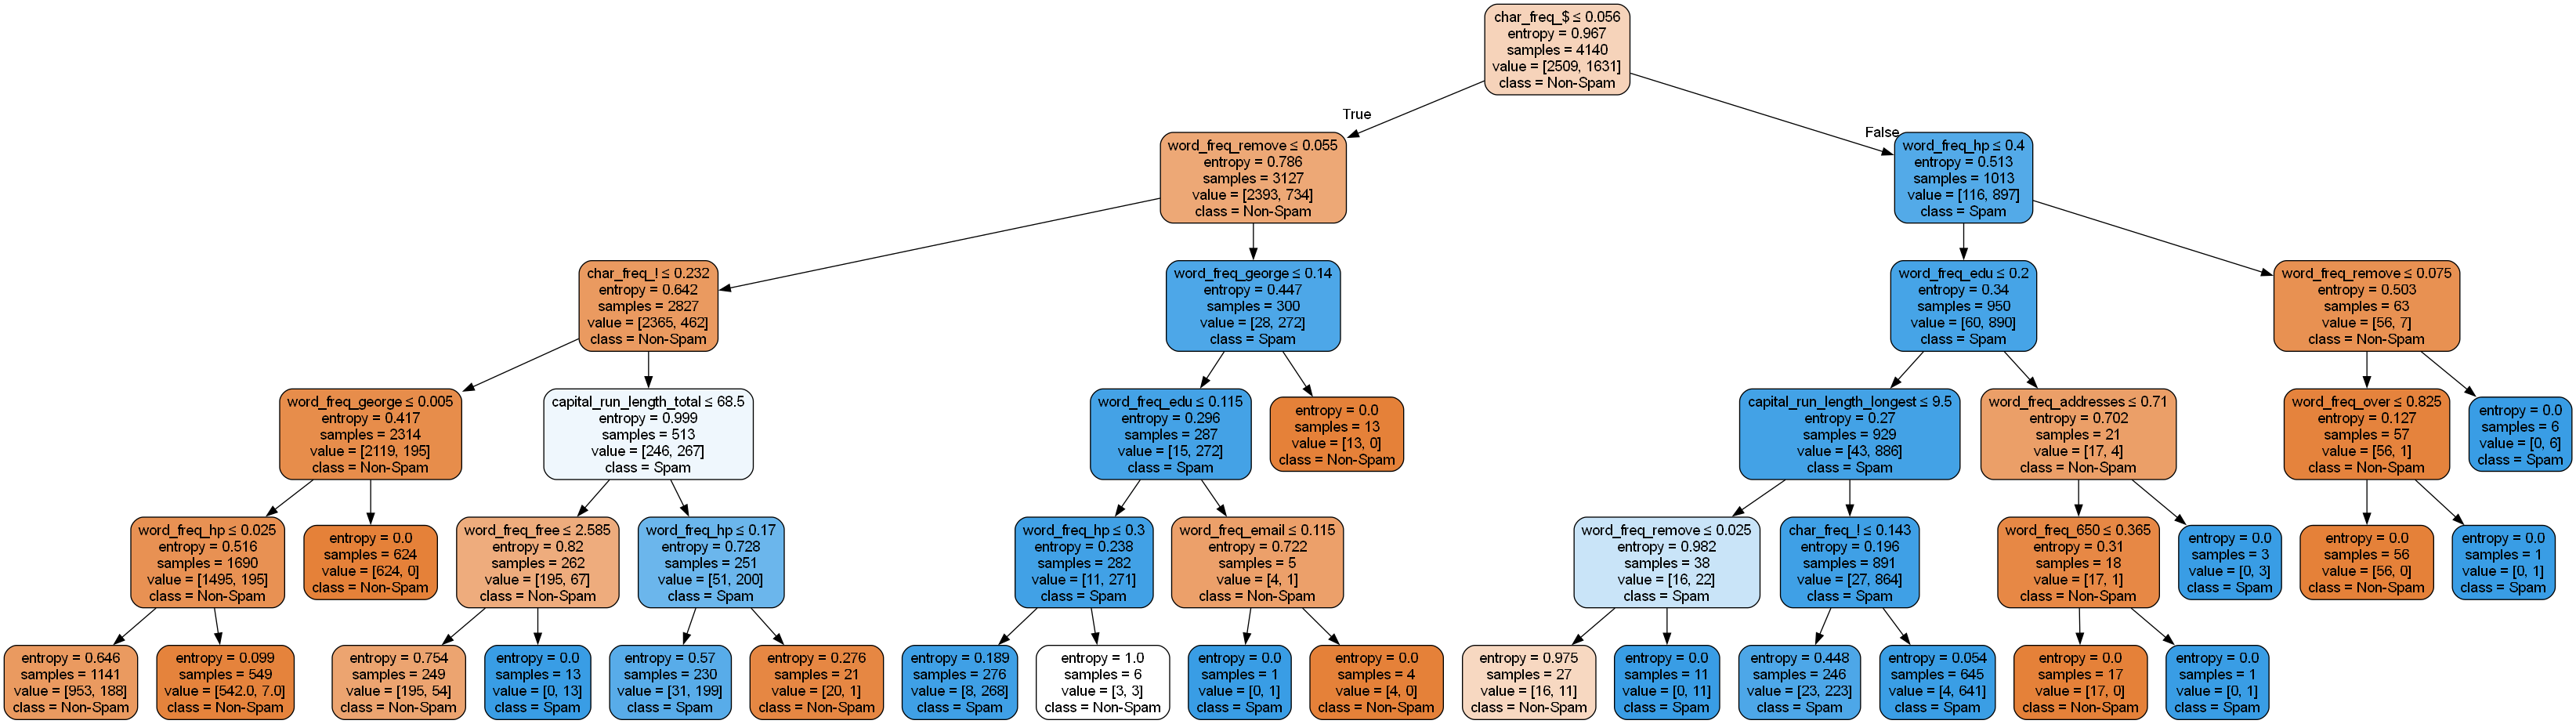 char_freq_$ ≤ 0.056
entropy = 0.967
samples = 4140
value = [2509, 1631]
class = Non-Spam
True
False
word_freq_remove ≤ 0.055
entropy = 0.786
samples = 3127
value = [2393, 734]
class = Non-Spam
word_freq_hp ≤ 0.4
entropy = 0.513
samples = 1013
value = [116, 897]
class = Spam
char_freq_! ≤ 0.232
entropy = 0.642
samples = 2827
value = [2365, 462]
class = Non-Spam
word_freq_george ≤ 0.14
entropy = 0.447
samples = 300
value = [28, 272]
class = Spam
word_freq_edu ≤ 0.2
entropy = 0.34
samples = 950
value = [60, 890]
class = Spam
word_freq_remove ≤ 0.075
entropy = 0.503
samples = 63
value = [56, 7]
class = Non-Spam
word_freq_george ≤ 0.005
entropy = 0.417
samples = 2314
value = [2119, 195]
class = Non-Spam
capital_run_length_total ≤ 68.5
entropy = 0.999
samples = 513
value = [246, 267]
class = Spam
word_freq_edu ≤ 0.115
entropy = 0.296
samples = 287
value = [15, 272]
class = Spam
entropy = 0.0
samples = 13
value = [13, 0]
class = Non-Spam
capital_run_length_longest ≤ 9.5
entropy = 0.27
samples = 929
value = [43, 886]
class = Spam
word_freq_addresses ≤ 0.71
entropy = 0.702
samples = 21
value = [17, 4]
class = Non-Spam
word_freq_over ≤ 0.825
entropy = 0.127
samples = 57
value = [56, 1]
class = Non-Spam
entropy = 0.0
samples = 6
value = [0, 6]
class = Spam
word_freq_hp ≤ 0.025
entropy = 0.516
samples = 1690
value = [1495, 195]
class = Non-Spam
entropy = 0.0
samples = 624
value = [624, 0]
class = Non-Spam
word_freq_free ≤ 2.585
entropy = 0.82
samples = 262
value = [195, 67]
class = Non-Spam
word_freq_hp ≤ 0.17
entropy = 0.728
samples = 251
value = [51, 200]
class = Spam
word_freq_hp ≤ 0.3
entropy = 0.238
samples = 282
value = [11, 271]
class = Spam
word_freq_email ≤ 0.115
entropy = 0.722
samples = 5
value = [4, 1]
class = Non-Spam
word_freq_remove ≤ 0.025
entropy = 0.982
samples = 38
value = [16, 22]
class = Spam
char_freq_! ≤ 0.143
entropy = 0.196
samples = 891
value = [27, 864]
class = Spam
word_freq_650 ≤ 0.365
entropy = 0.31
samples = 18
value = [17, 1]
class = Non-Spam
entropy = 0.0
samples = 3
value = [0, 3]
class = Spam
entropy = 0.0
samples = 56
value = [56, 0]
class = Non-Spam
entropy = 0.0
samples = 1
value = [0, 1]
class = Spam
entropy = 0.646
samples = 1141
value = [953, 188]
class = Non-Spam
entropy = 0.099
samples = 549
value = [542.0, 7.0]
class = Non-Spam
entropy = 0.754
samples = 249
value = [195, 54]
class = Non-Spam
entropy = 0.0
samples = 13
value = [0, 13]
class = Spam
entropy = 0.57
samples = 230
value = [31, 199]
class = Spam
entropy = 0.276
samples = 21
value = [20, 1]
class = Non-Spam
entropy = 0.189
samples = 276
value = [8, 268]
class = Spam
entropy = 1.0
samples = 6
value = [3, 3]
class = Non-Spam
entropy = 0.0
samples = 1
value = [0, 1]
class = Spam
entropy = 0.0
samples = 4
value = [4, 0]
class = Non-Spam
entropy = 0.975
samples = 27
value = [16, 11]
class = Non-Spam
entropy = 0.0
samples = 11
value = [0, 11]
class = Spam
entropy = 0.448
samples = 246
value = [23, 223]
class = Spam
entropy = 0.054
samples = 645
value = [4, 641]
class = Spam
entropy = 0.0
samples = 17
value = [17, 0]
class = Non-Spam
entropy = 0.0
samples = 1
value = [0, 1]
class = Spam